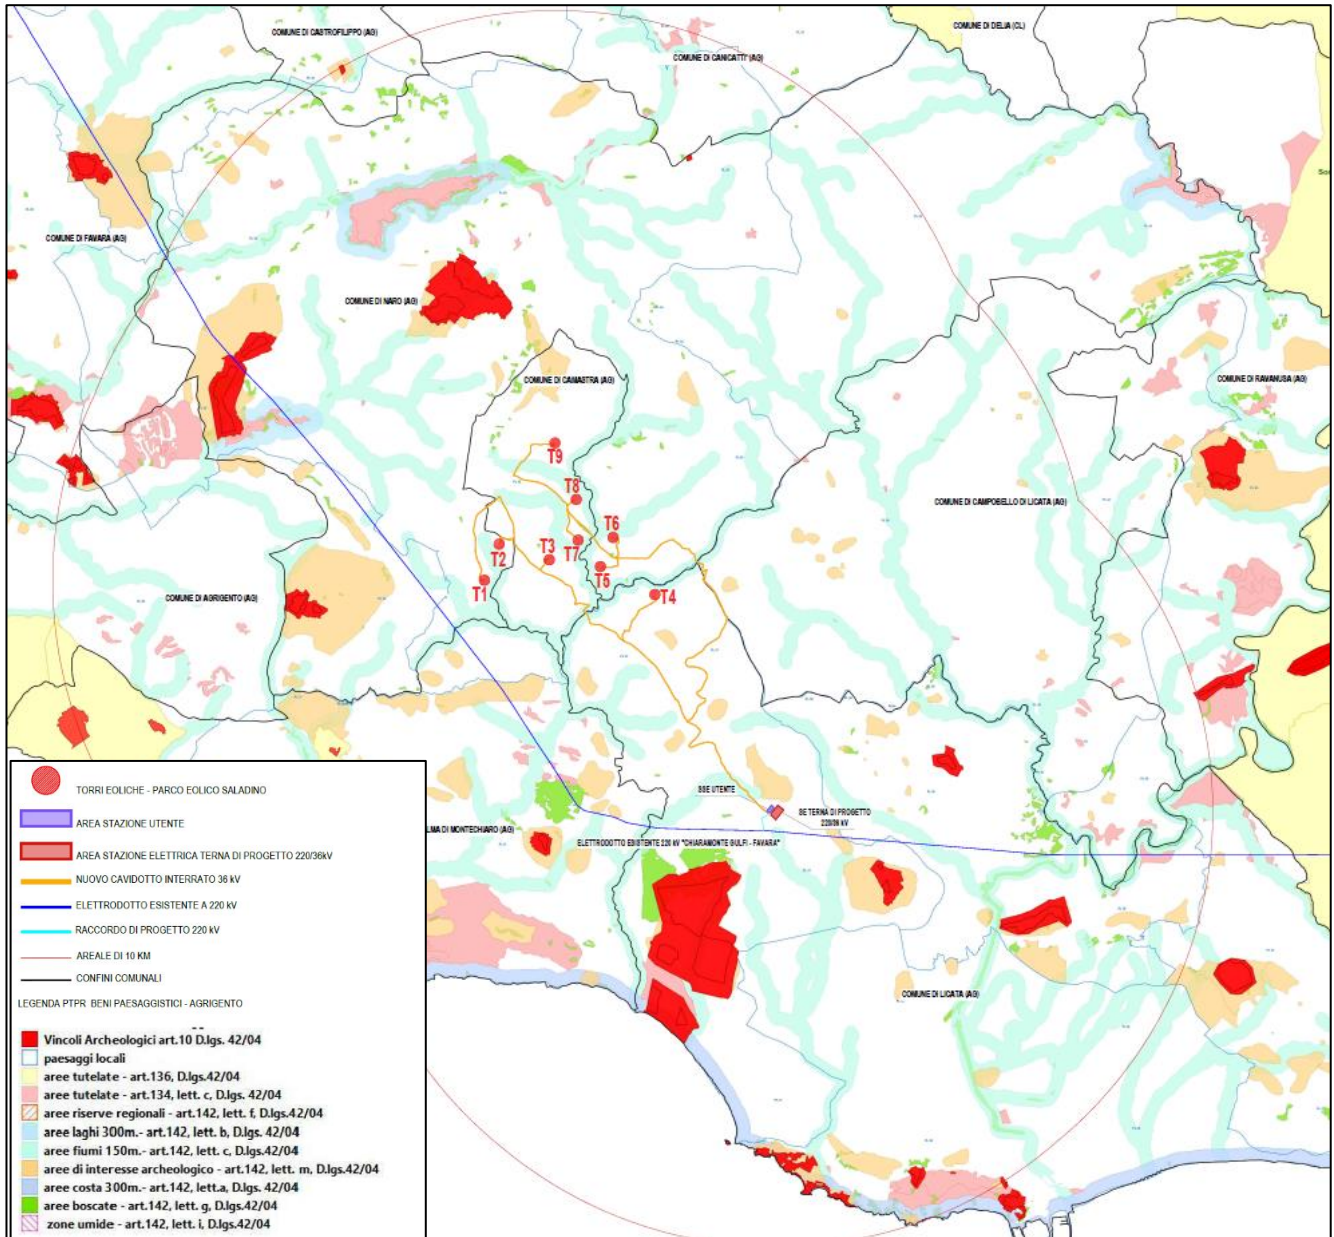 COMUNE DI CASTROFILIPPO (AG)
COMUNE DI DELIA (CL)
COMUNE DI CANICATTI' (AG)
COMUNE DI FAVARA (AG)
COMUNE DI NARO (AG)
COMUNE DI CAMASTRA (AG)
COMUNE DI RAVANUSA (AG)
T9
T8
COMUNE DI CAMPOBELLO DI LICATA (AG)
T6
T7
T3
T2
T5
T1
T4
COMUNE DI AGRIGENTO (AG)
SSE UTENTE
SE TERNA DI PROGETTO
220/36 kV
LMA DI MONTECHIARO (AG)
ELETTRODOTTO ESISTENTE 220 kV "CHIARAMONTE GULFI - FAVARA"
COMUNE DI LICATA (AG)
TORRI EOLICHE - PARCO EOLICO SALADINO
AREA STAZIONE UTENTE
AREA STAZIONE ELETTRICA TERNA DI PROGETTO 220/36kV
NUOVO CAVIDOTTO INTERRATO 36 kV
ELETTRODOTTO ESISTENTE A 220 kV
RACCORDO DI PROGETTO 220 kV
AREALE DI 10 KM
CONFINI COMUNALI
LEGENDA PTPR BENI PAESAGGISTICI - AGRIGENTO
Vincoli Archeologici art.10 D.lgs. 42/04
paesaggi locali
aree tutelate - art.136, D.lgs.42/04
aree tutelate - art.134, lett. c, D.lgs. 42/04
aree riserve regionali - art.142, lett. f, D.lgs.42/04
aree laghi 300m.- art.142, lett. b, D.lgs. 42/04
aree fiumi 150m.- art.142, lett. c, D.lgs.42/04
aree di interesse archeologico - art.142, lett. m, D.lgs.42/04
aree costa 300m.- art.142, lett.a, D.lgs. 42/04
aree boscate - art.142, lett. g, D.lgs.42/04
zone umide - art.142, lett. i, D.lgs.42/04